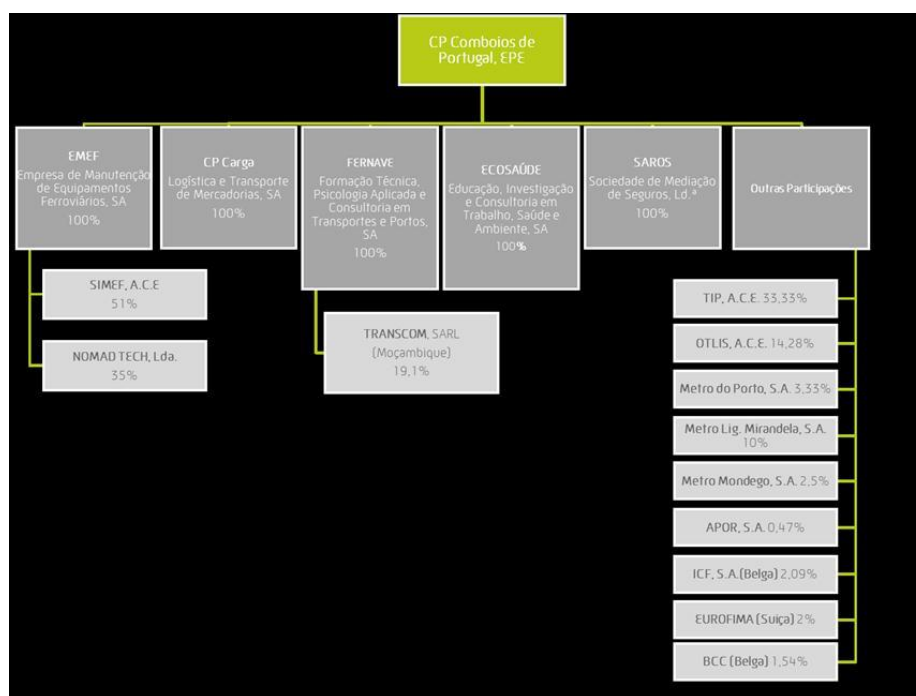 CP Comboios de
Portugal, EPE
EMEF
Empresa de Manutenção
de Equipamentos
Ferroviários, SA
100%
CP Carga
Logística e Transporte
de Mercadorias, SA
100%
FERNAVE
Formação Técnica,
Psicologia Aplicada e
Consultoria em
Transportes e Portos,
SA
100%
ECOSAÚDE
Educação, Investigação
e Consultoria em
Trabalho, Saúde e
Ambiente, SA
100%
SAROS
Sociedade de Mediação
de Seguros, Ld.ª
100%
Outras Participações
SIMEF, A.C.E
51%
NOMAD TECH, Lda.
35%
TRANSCOM, SARL
(Moçambique)
19,1%
TIP, A.C.E. 33,33%
OTLIS, A.C.E. 14,28%
Metro do Porto, S.A. 3,33%
Metro Lig. Mirandela, S.A.
10%
Metro Mondego, S.A. 2,5%
APOR, S.A. 0,47%
ICF, S.A.(Belga) 2,09%
EUROFIMA (Suiça) 2%
BCC (Belga) 1,54%